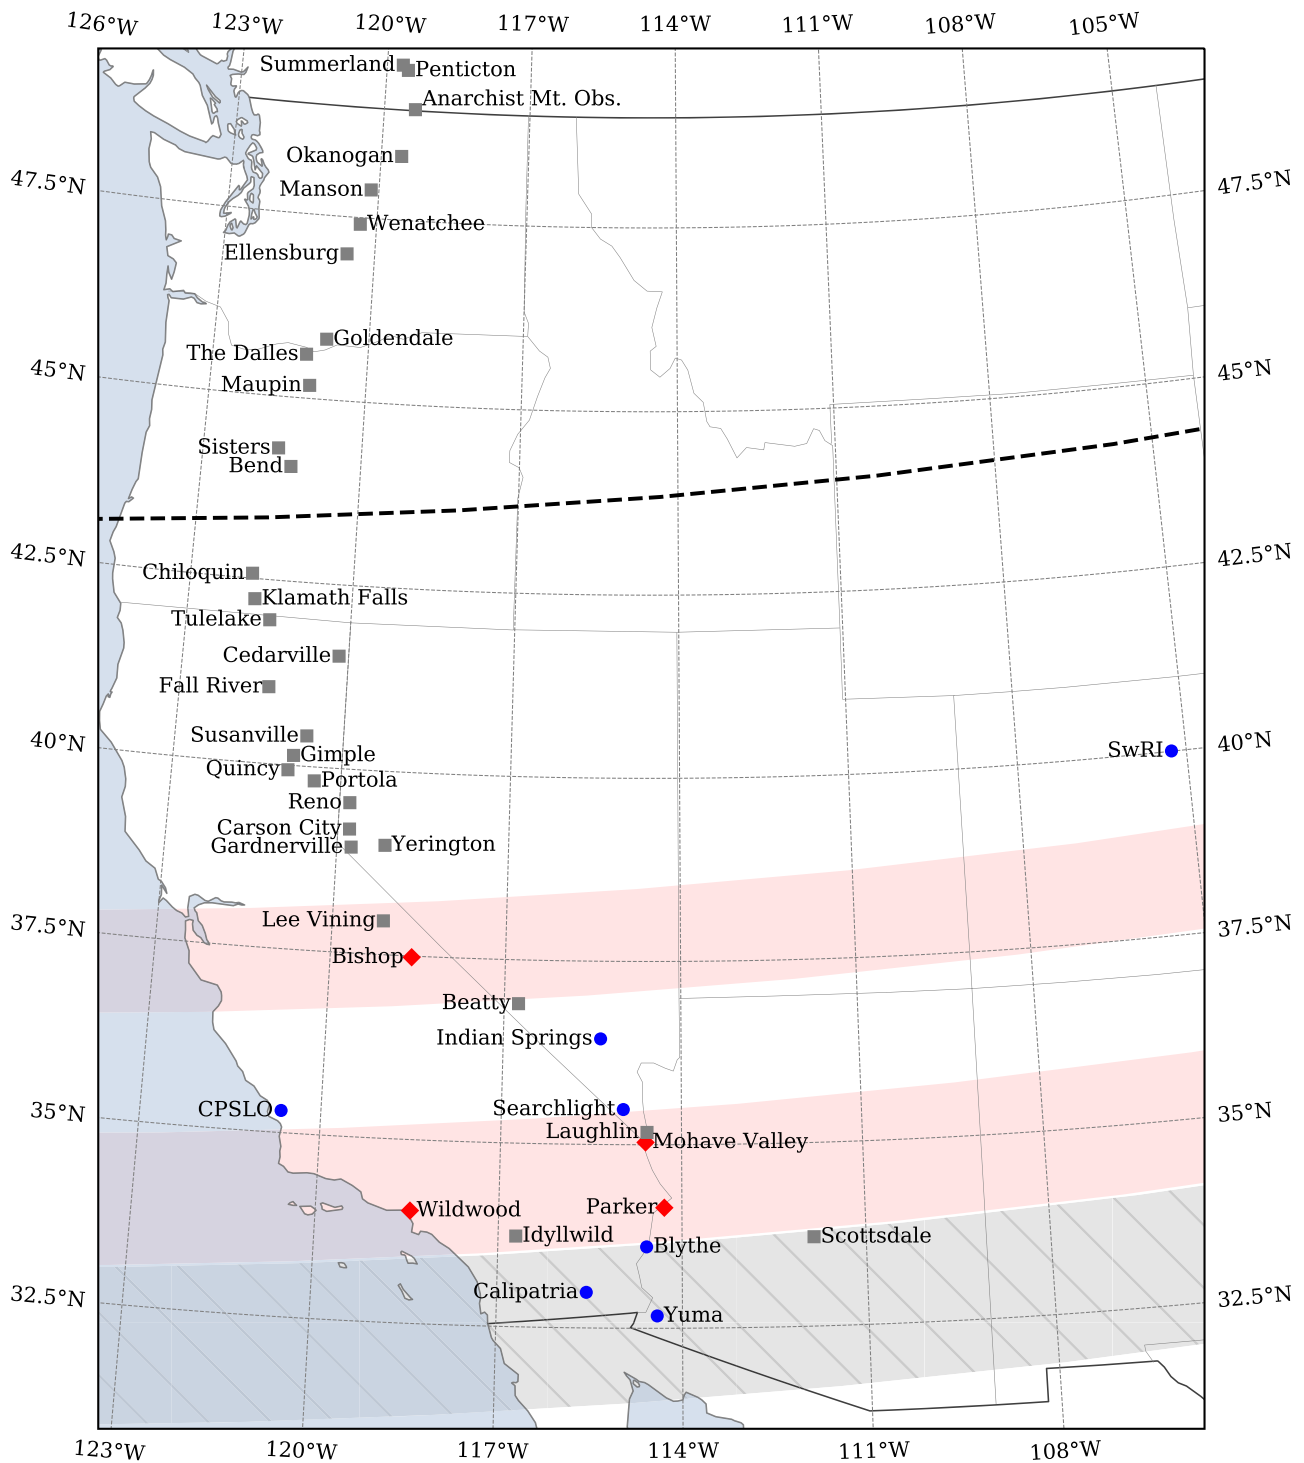 126°W 123°W 120°W 117°W 114°W 111°W 108°W 105°W
Summerland
Penticton
Anarchist Mt. Obs.
Okanogan
47.5°N
47.5°N
Manson
Wenatchee
Ellensburg
Goldendale
The Dalles
45°N
45°N
Maupin
Sisters
Bend
42.5°N
42.5°N
Chiloquin
Klamath Falls
Tulelake
Cedarville
Fall River
Susanville
40°N
40°N
SwRI
Gimple
Quincy
Portola
Reno
Carson City
Yerington
Gardnerville
Lee Vining
37.5°N
37.5°N
Bishop
Beatty
Indian Springs
35°N
35°N
CPSLO
Searchlight
Laughlin
Mohave Valley
Parker
Wildwood
Idyllwild
Scottsdale
Blythe
Calipatria
32.5°N
32.5°N
Yuma
123°W 120°W 117°W 114°W 111°W 108°W